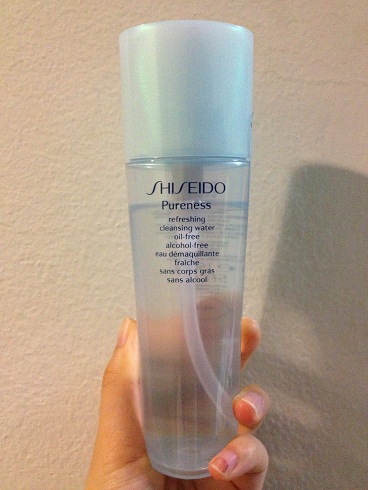 SHISEIDO
Pureness
refreshing
cleansing water
oil-free
alcohol-free
eau démaquillante
fraîche
sans corps gras
sans alcool